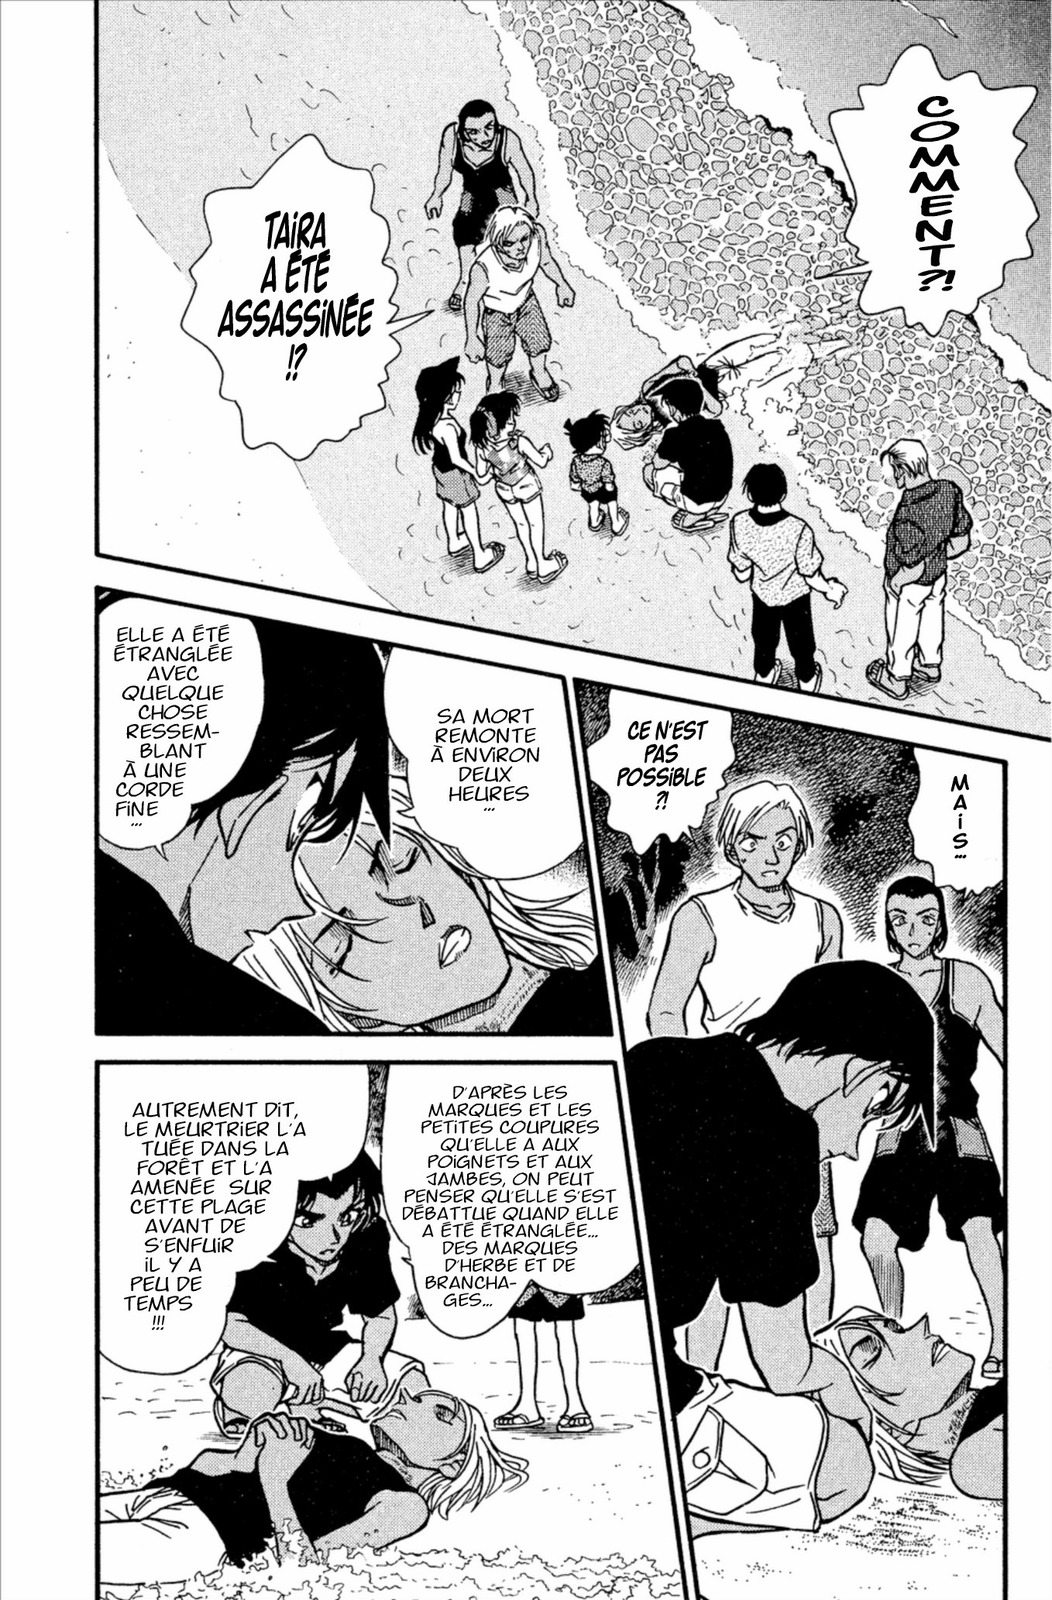 COMMENT?!
TAIRA
A ÉTÉ
ASSASSINÉE
!?
MAIS...
CE N'EST
PAS
POSSIBLE
?!
SA MORT
REMONTE
À ENVIRON
DEUX
HEURES
...
ELLE A ÉTÉ
ÉTRANGLÉE
AVEC
QUELQUE
CHOSE
RESSEM-
BLANT
À UNE
CORDE
FINE
...
D'APRÈS LES
MARQUES ET LES
PETITES COUPURES
QU'ELLE A AUX
POIGNETS ET AUX
JAMBES, ON PEUT
PENSER QU'ELLE S'EST
DÉBATTUE QUAND ELLE
A ÉTÉ ÉTRANGLÉE...
DES MARQUES
D'HERBE ET DE
BRANCHA-
GES...
AUTREMENT DIT,
LE MEURTRIER L'A
TUÉE DANS LA
FORÊT ET L'A
AMENÉE SUR
CETTE PLAGE
AVANT DE
S'ENFUIR
IL Y A
PEU DE
TEMPS
!!!